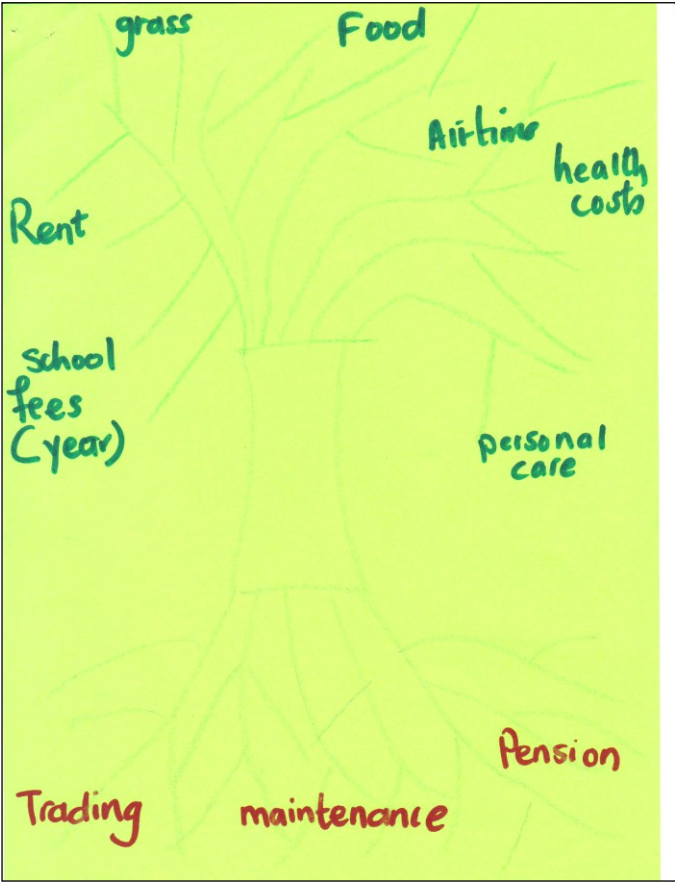 grass
Food
Airtime
health
costs
Rent
school
fees
(year)
personal
care
Pension
Trading
maintenance